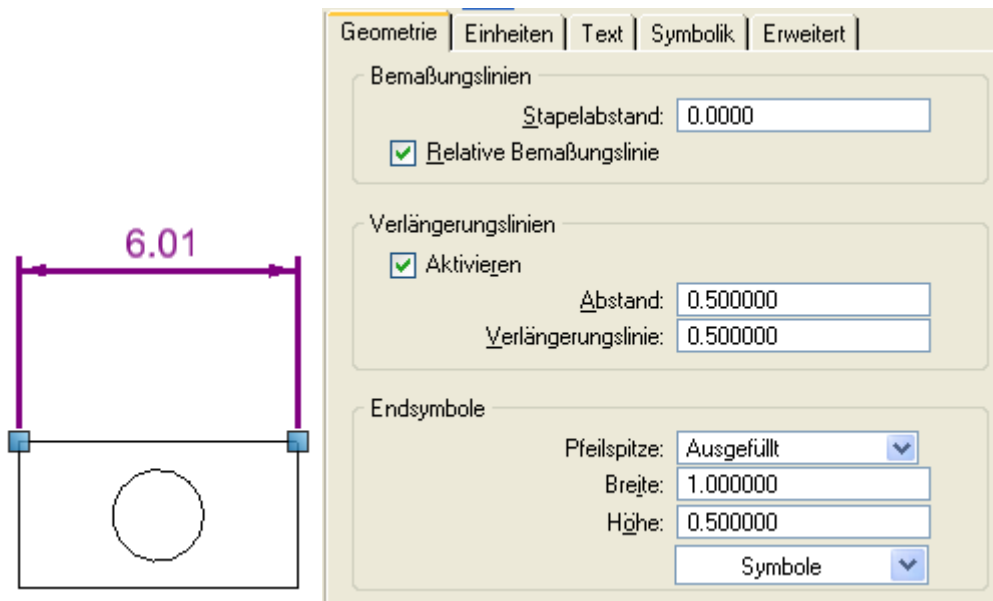 6.01
Geometrie Einheiten Text Symbolik Erweitert
Bemaßungslinien
Stapelabstand: 0.0000
Relative Bemaßungslinie
Verlängerungslinien
Aktivieren
Abstand: 0.500000
Verlängerungslinie: 0.500000
Endsymbole
Pfeilspitze: Ausgefüllt
Breite: 1.000000
Höhe: 0.500000
Symbole